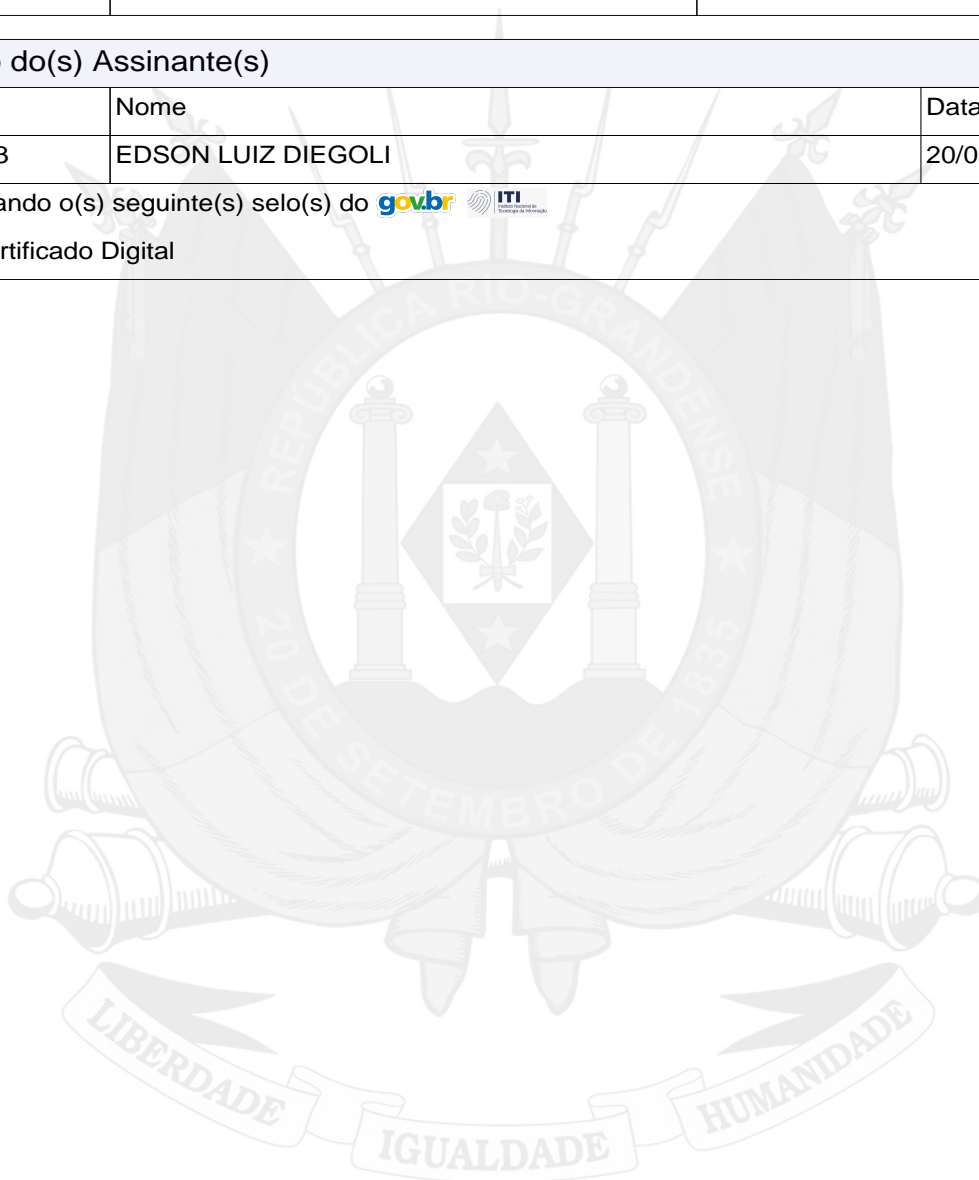 do(s) Assinante(s)
Nome Data
3 EDSON LUIZ DIEGOLI 20/0
ando o(s) seguinte(s) selo(s) do gov.br ITI
rtificado Digital
REPÚBLICA RIO-GRANDENSE
20 DE SETEMBRO DE 1835
LIBERDADE IGUALDADE HUMANIDADE